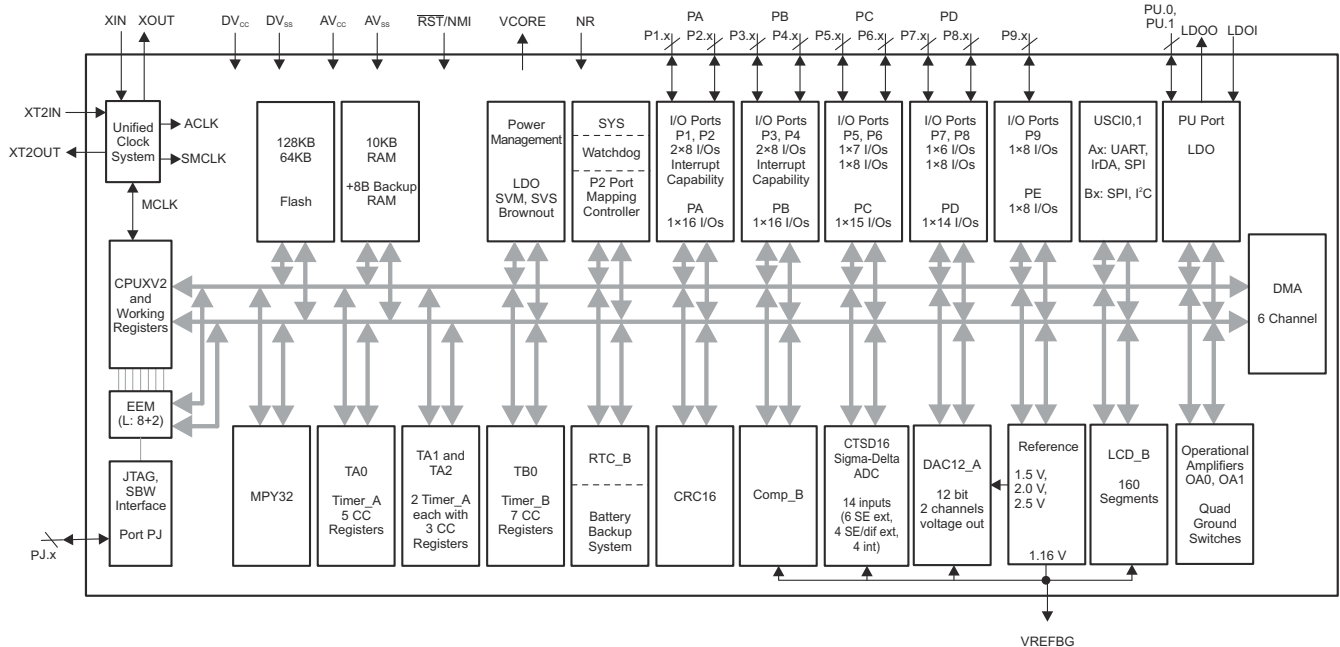 XIN
XOUT
DVCC
DVSS
AVCC
AVSS
RST/NMI
VCORE
NR
PA
P1.x
P2.x
PB
P3.x
P4.x
PC
P5.x
P6.x
PD
P7.x
P8.x
P9.x
PU.0,
PU.1
LDOO
LDOI
XT2IN
XT2OUT
Unified
Clock
System
ACLK
SMCLK
MCLK
128KB
64KB
Flash
10KB
RAM
+8B Backup
RAM
Power
Management
LDO
SVM, SVS
Brownout
SYS
Watchdog
P2 Port
Mapping
Controller
I/O Ports
P1, P2
2×8 I/Os
Interrupt
Capability
PA
1×16 I/Os
I/O Ports
P3, P4
2×8 I/Os
Interrupt
Capability
PB
1×16 I/Os
I/O Ports
P5, P6
1×7 I/Os
1×8 I/Os
PC
1×15 I/Os
I/O Ports
P7, P8
1×6 I/Os
1×8 I/Os
PD
1×14 I/Os
I/O Ports
P9
1×8 I/Os
PE
1×8 I/Os
USCI0,1
Ax: UART,
IrDA, SPI
Bx: SPI, I²C
PU Port
LDO
CPUXV2
and
Working
Registers
DMA
6 Channel
EEM
(L: 8+2)
JTAG,
SBW
Interface
Port PJ
PJ.x
MPY32
TA0
Timer_A
5 CC
Registers
TA1 and
TA2
2 Timer_A
each with
3 CC
Registers
TB0
Timer_B
7 CC
Registers
RTC_B
Battery
Backup
System
CRC16
Comp_B
CTSD16
Sigma-Delta
ADC
14 inputs
(6 SE ext,
4 SE/dif ext,
4 int)
DAC12_A
12 bit
2 channels
voltage out
Reference
1.5 V,
2.0 V,
2.5 V
1.16 V
LCD_B
160
Segments
Operational
Amplifiers
OA0, OA1
Quad
Ground
Switches
VREFBG